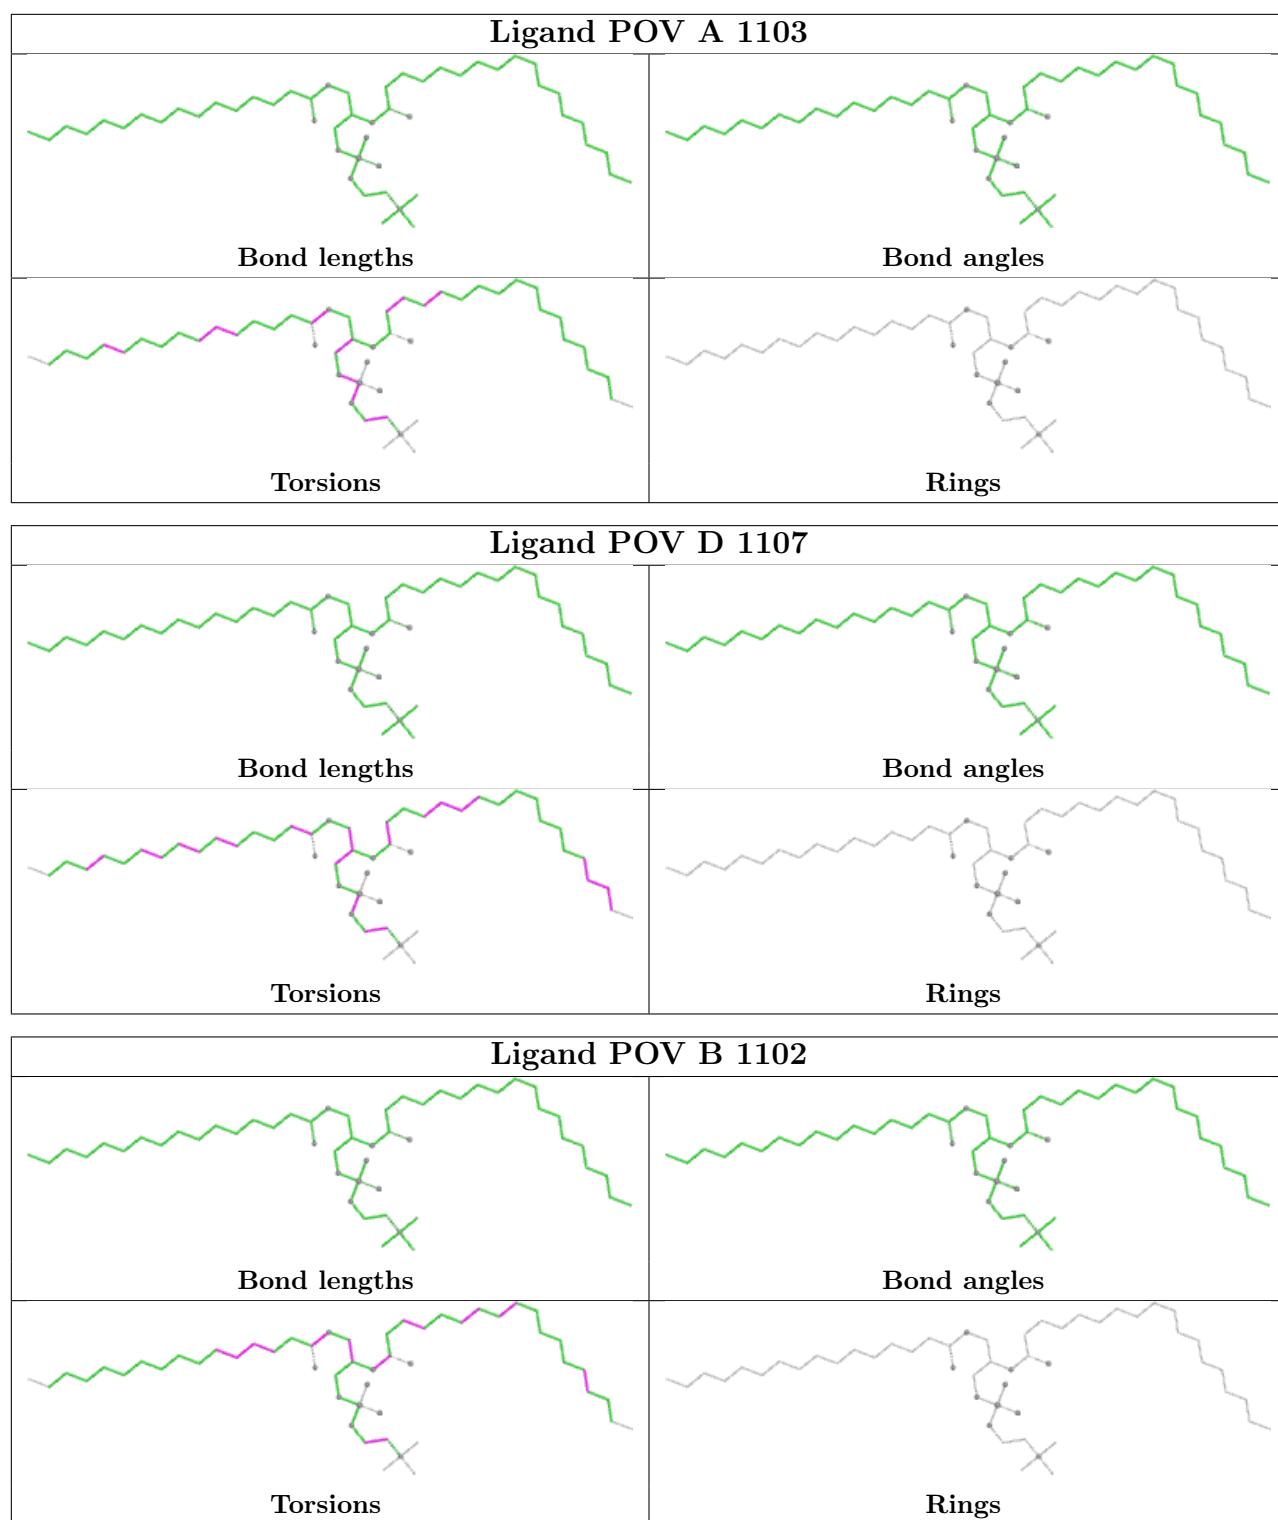 Ligand POV A 1103
Bond lengths
Bond angles
Torsions
Rings
Ligand POV D 1107
Bond lengths
Bond angles
Torsions
Rings
Ligand POV B 1102
Bond lengths
Bond angles
Torsions
Rings